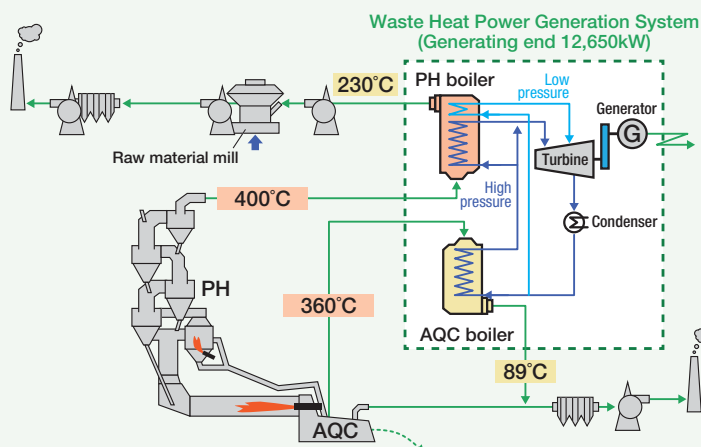 Waste Heat Power Generation System
(Generating end 12,650kW)
230°C
PH boiler
Low
pressure
Generator
G
Turbine
Raw material mill
High
pressure
400°C
Condenser
PH
360°C
AQC boiler
89°C
AQC